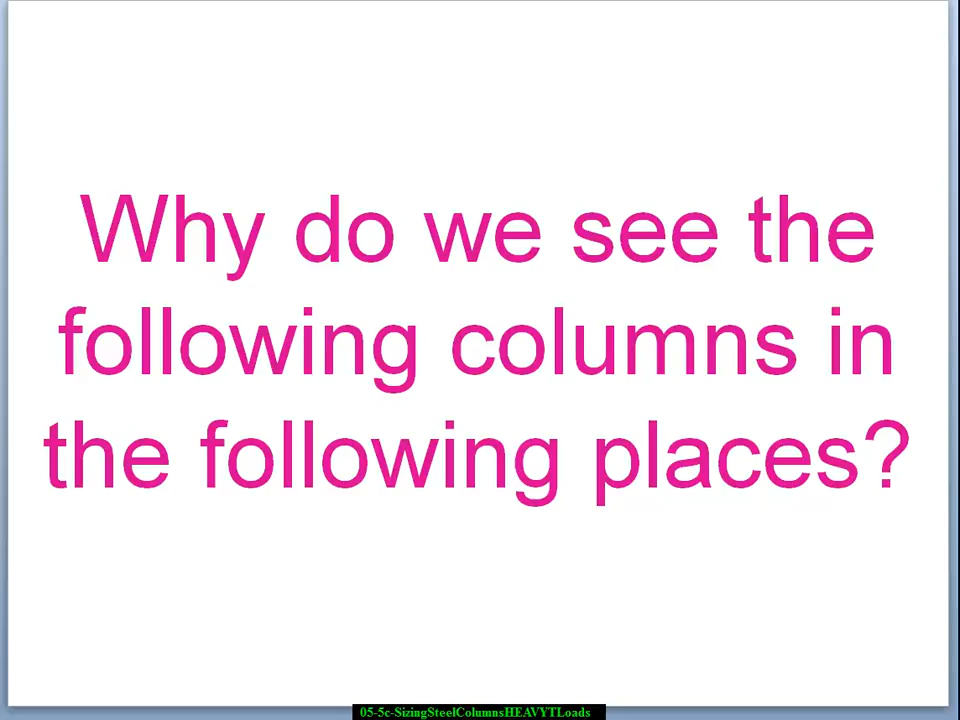 Why do we see the
following columns in
the following places?
05-5c-SizingSteelColumnsHEAVYTLoads